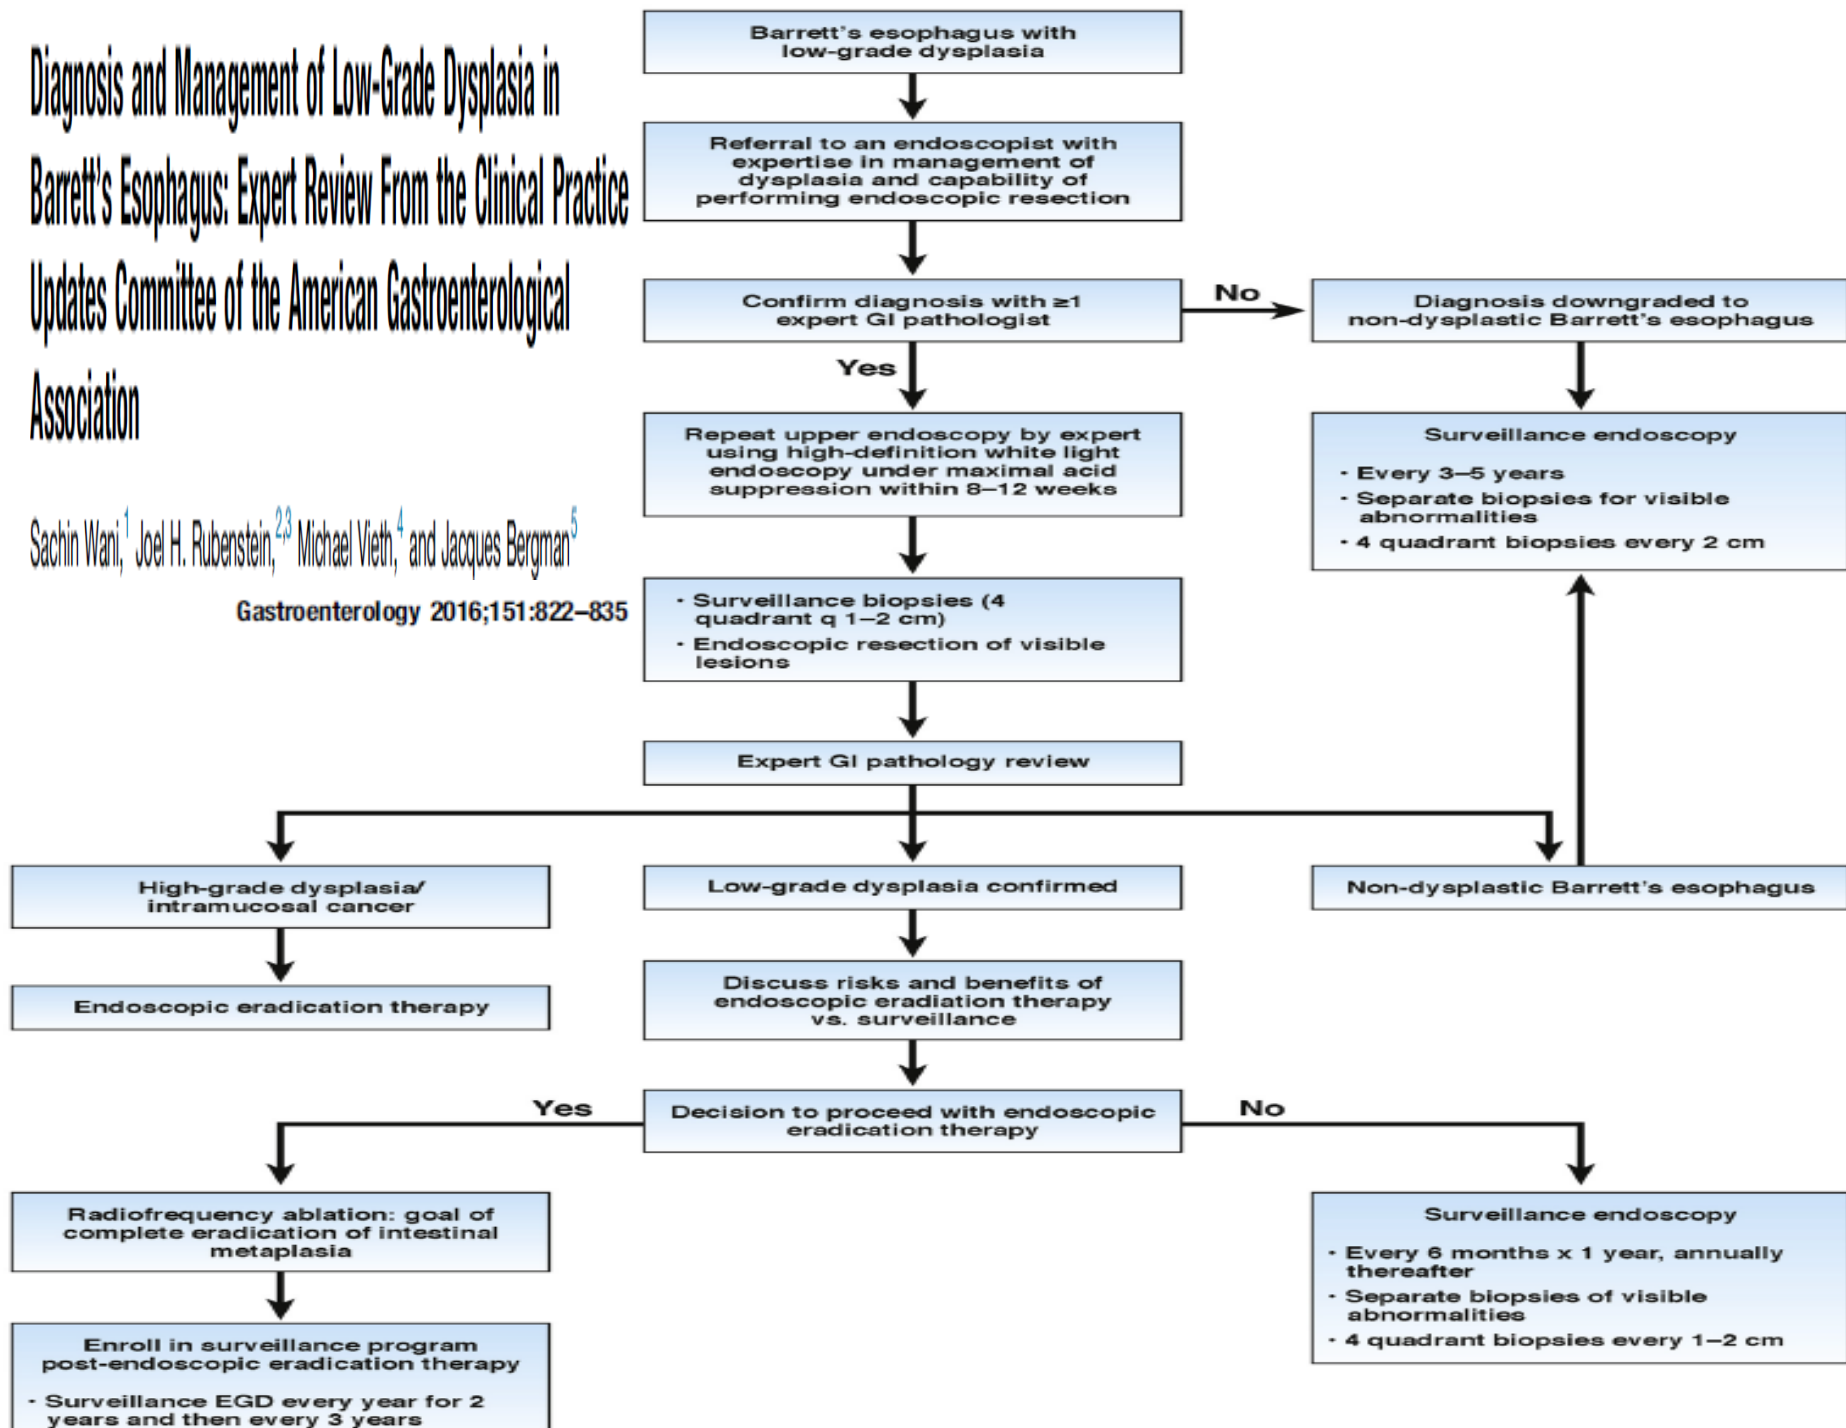 Diagnosis and Management of Low-Grade Dysplasia in
Barrett's Esophagus: Expert Review From the Clinical Practice
Updates Committee of the American Gastroenterological
Association
Sachin Wani,1 Joel H. Rubenstein,2,3 Michael Vieth,4 and Jacques Bergman5
Gastroenterology 2016;151:822–835
Barrett's esophagus with
low-grade dysplasia
Referral to an endoscopist with
expertise in management of
dysplasia and capability of
performing endoscopic resection
Confirm diagnosis with ≥1
expert GI pathologist
No
Diagnosis downgraded to
non-dysplastic Barrett's esophagus
Yes
Repeat upper endoscopy by expert
using high-definition white light
endoscopy under maximal acid
suppression within 8–12 weeks
Surveillance endoscopy
· Every 3–5 years
· Separate biopsies for visible
abnormalities
· 4 quadrant biopsies every 2 cm
· Surveillance biopsies (4
quadrant q 1–2 cm)
· Endoscopic resection of visible
lesions
Expert GI pathology review
High-grade dysplasia/
intramucosal cancer
Low-grade dysplasia confirmed
Non-dysplastic Barrett's esophagus
Endoscopic eradication therapy
Discuss risks and benefits of
endoscopic eradiation therapy
vs. surveillance
Yes
Decision to proceed with endoscopic
eradication therapy
No
Radiofrequency ablation: goal of
complete eradication of intestinal
metaplasia
Surveillance endoscopy
· Every 6 months x 1 year, annually
thereafter
· Separate biopsies of visible
abnormalities
· 4 quadrant biopsies every 1–2 cm
Enroll in surveillance program
post-endoscopic eradication therapy
· Surveillance EGD every year for 2
years and then every 3 years